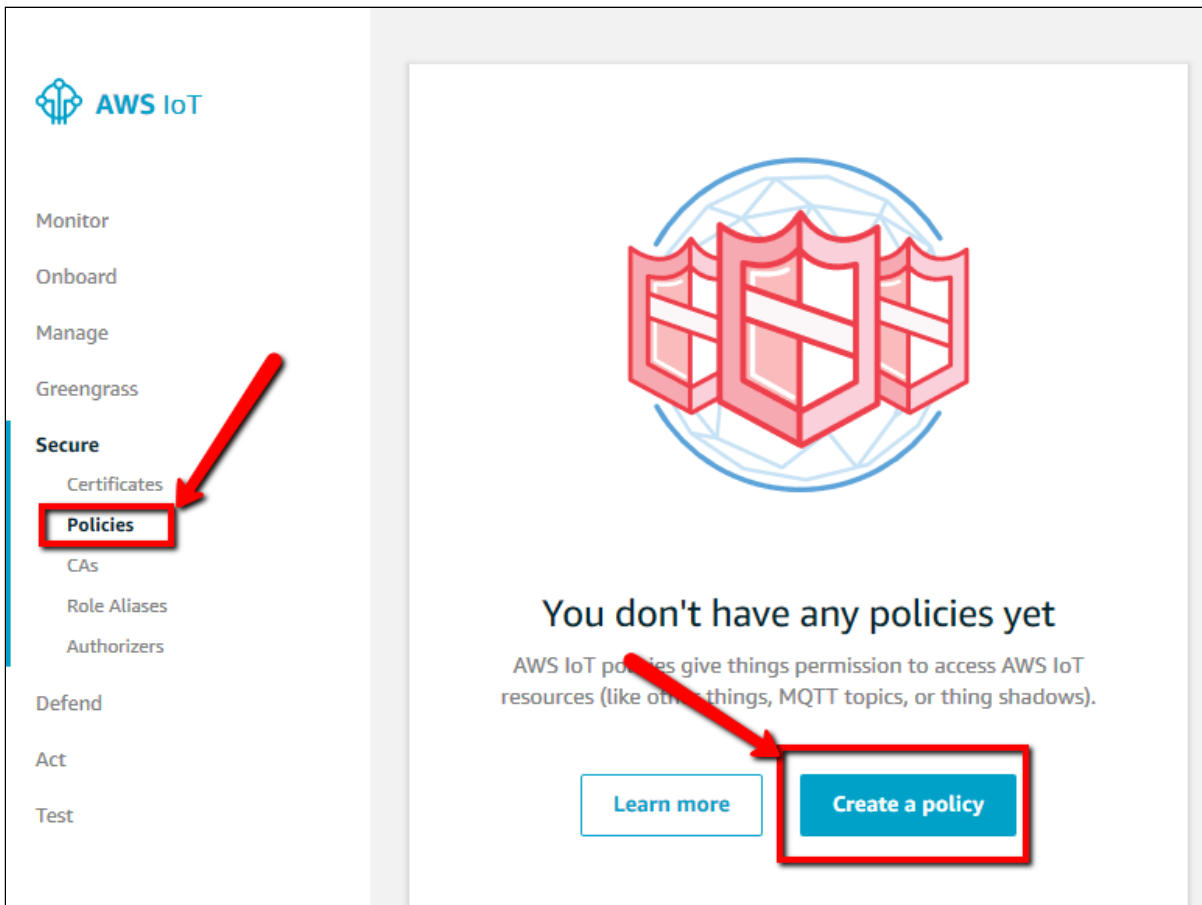 AWS IoT
Monitor
Onboard
Manage
Greengrass
Secure
Certificates
Policies
CAs
Role Aliases
Authorizers
Defend
Act
Test
You don't have any policies yet
AWS IoT policies give things permission to access AWS IoT
resources (like other things, MQTT topics, or thing shadows).
Learn more
Create a policy